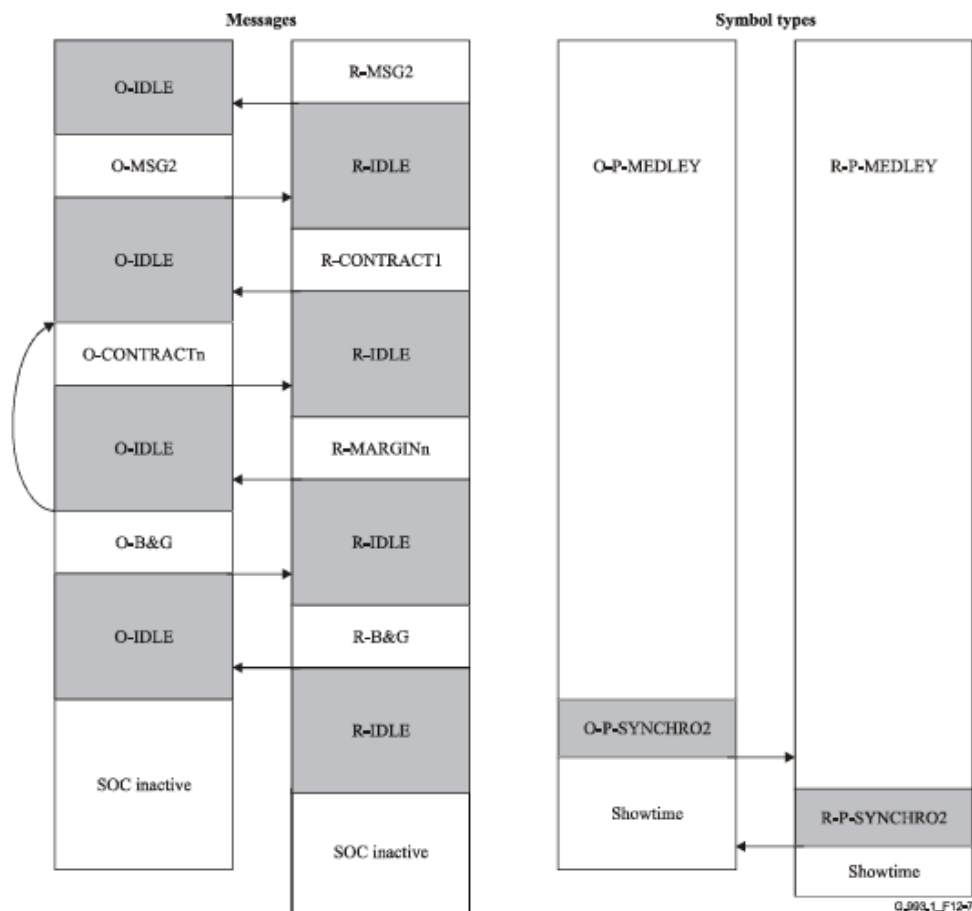 Messages
Symbol types
O-IDLE
R-MSG2
O-MSG2
R-IDLE
O-P-MEDLEY
R-P-MEDLEY
O-IDLE
R-CONTRACT1
O-CONTRACTn
R-IDLE
O-IDLE
R-MARGINn
O-B&G
R-IDLE
O-IDLE
R-B&G
R-IDLE
O-P-SYNCHRO2
SOC inactive
Showtime
R-P-SYNCHRO2
SOC inactive
Showtime
G.993.1_F12-7